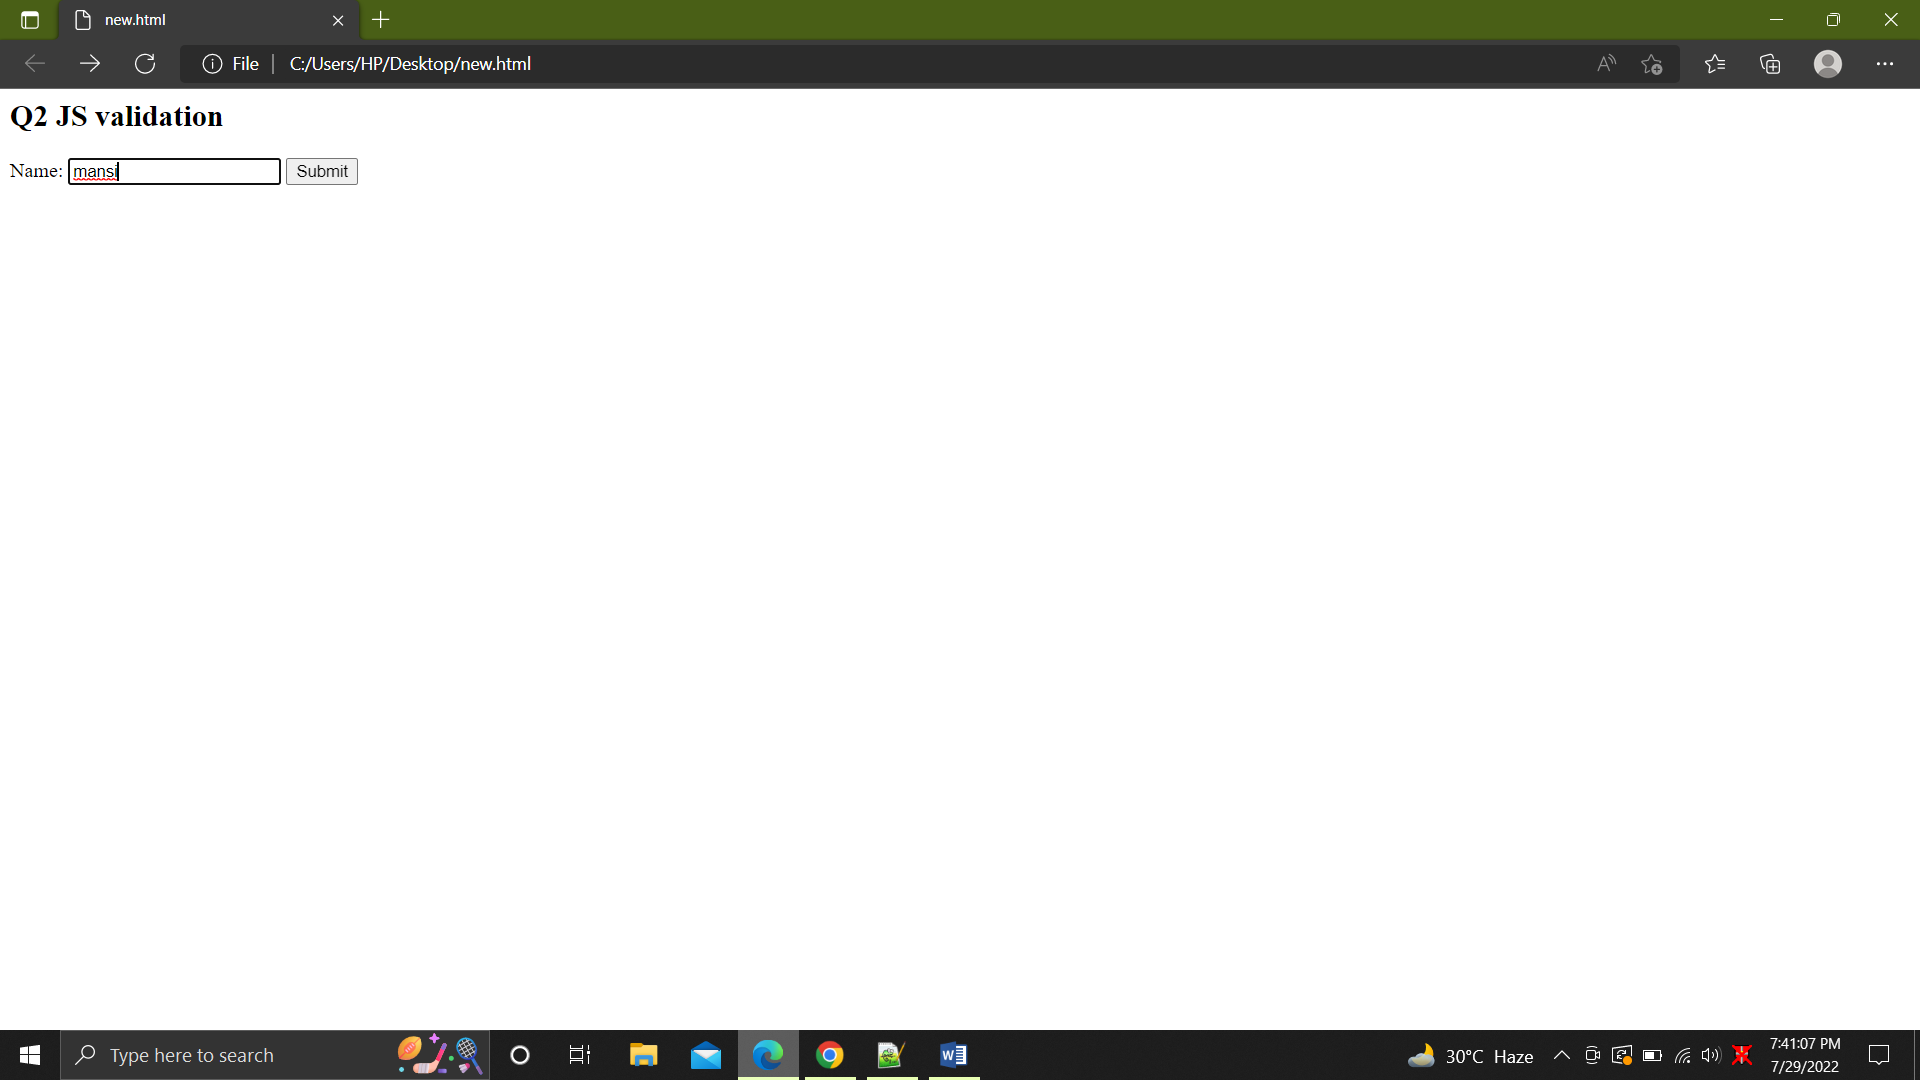 new.html
File | C:/Users/HP/Desktop/new.html
Q2 JS validation
Name: mansi Submit
Type here to search
30°C Haze
7:41:07 PM
7/29/2022